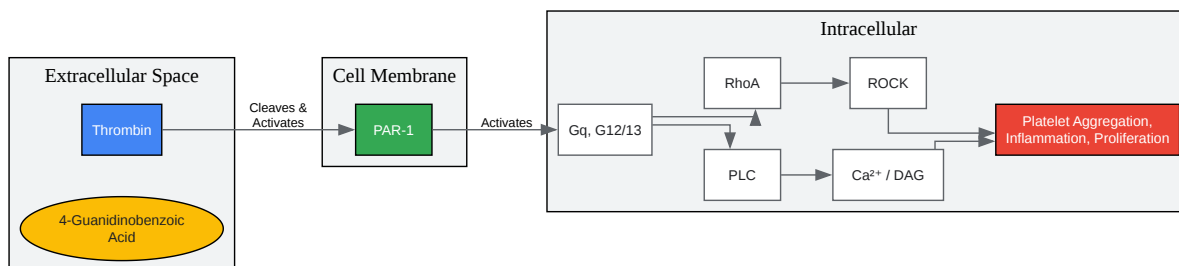 Extracellular Space
Thrombin
4-Guanidinobenzoic
Acid
Cleaves &
Activates
Cell Membrane
PAR-1
Activates
Intracellular
Gq, G12/13
RhoA
ROCK
PLC
Ca²⁺ / DAG
Platelet Aggregation,
Inflammation, Proliferation